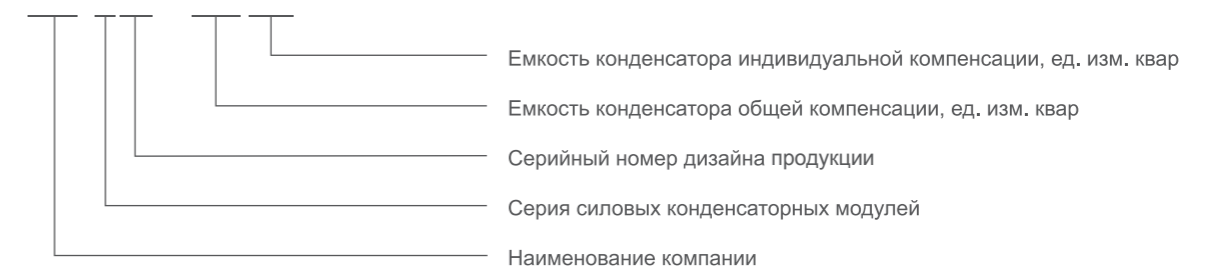 Емкость конденсатора индивидуальной компенсации, ед. изм. квар
Емкость конденсатора общей компенсации, ед. изм. квар
Серийный номер дизайна продукции
Серия силовых конденсаторных модулей
Наименование компании